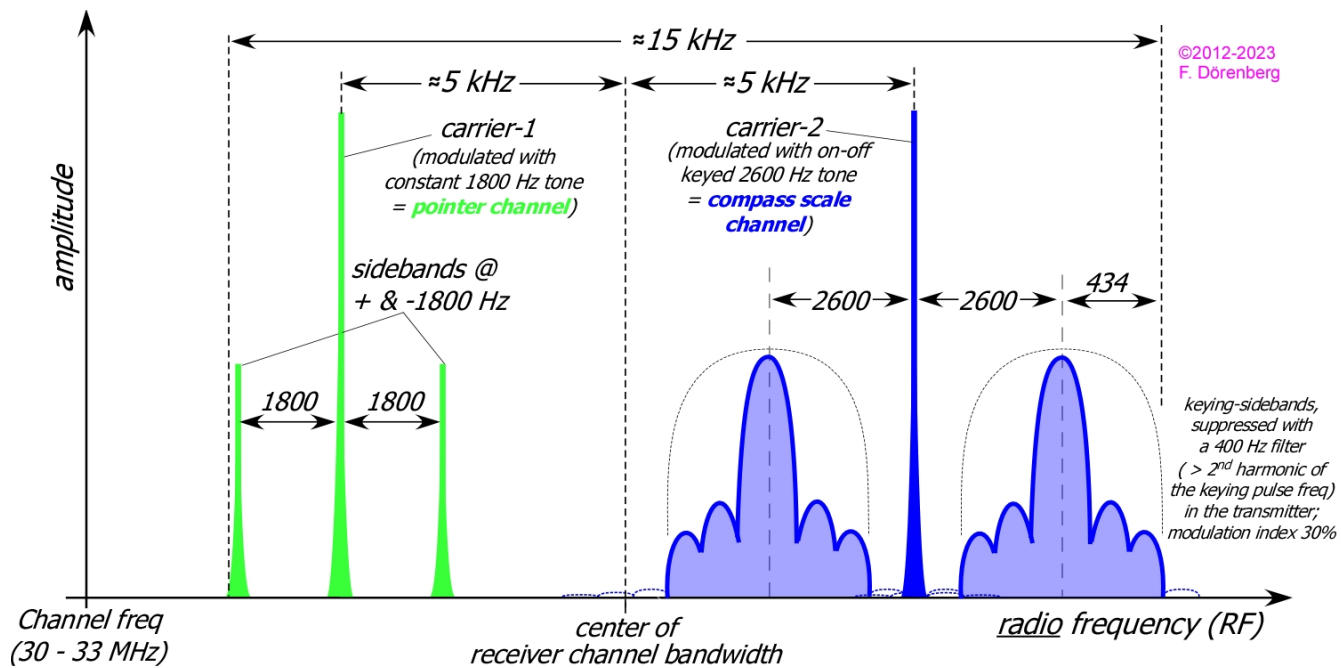 ≈15 kHz
©2012-2023
F. Dörenberg
≈5 kHz
≈5 kHz
carrier-1
(modulated with
constant 1800 Hz tone
= pointer channel)
carrier-2
(modulated with on-off
keyed 2600 Hz tone
= compass scale
channel)
amplitude
sidebands @
+ & -1800 Hz
2600
2600
434
1800
1800
keying-sidebands,
suppressed with
a 400 Hz filter
( > 2nd harmonic of
the keying pulse freq)
in the transmitter;
modulation index 30%
Channel freq
(30 - 33 MHz)
center of
receiver channel bandwidth
radio frequency (RF)